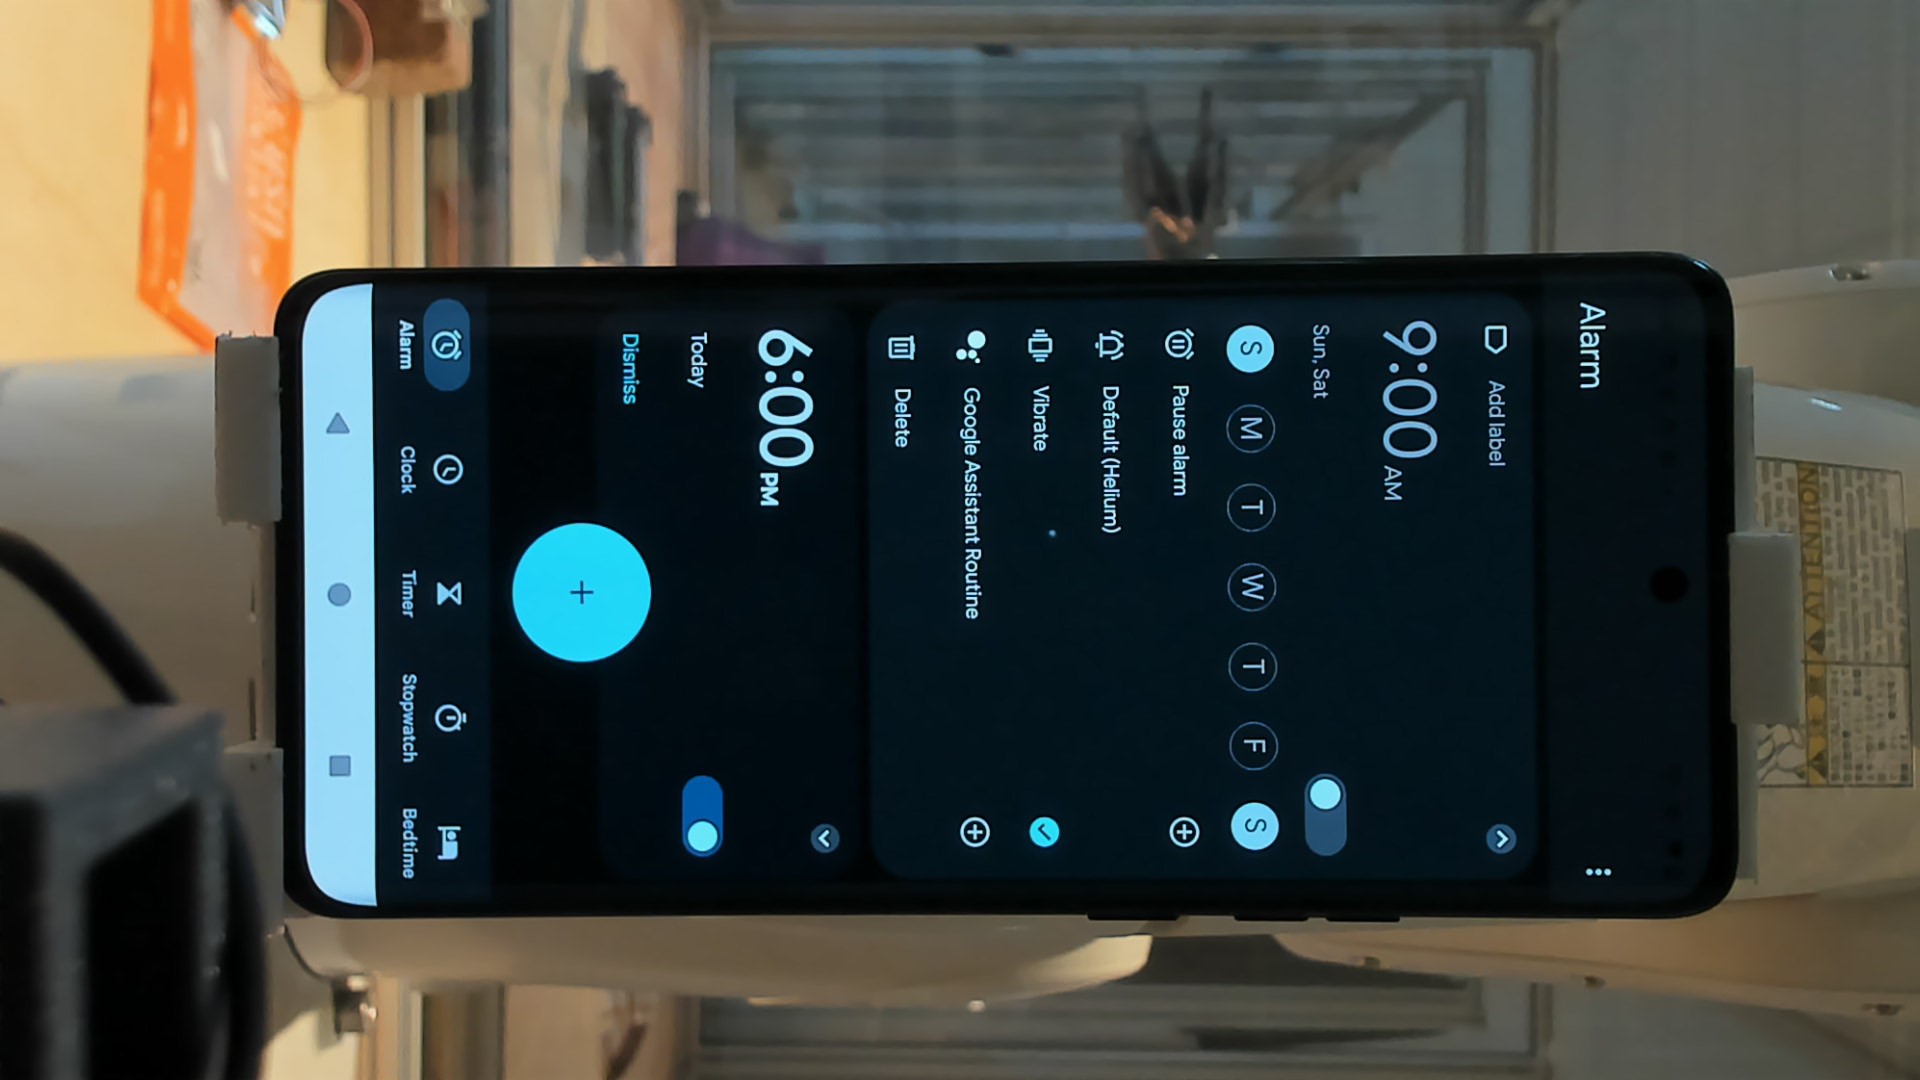 Alarm
Add label
9:00 AM
Sun, Sat
S M T W T F S
Pause alarm
Default (Helium)
Vibrate
Google Assistant Routine
Delete
6:00 PM
Today
Dismiss
Alarm Clock Timer Stopwatch Bedtime
ATTENTION